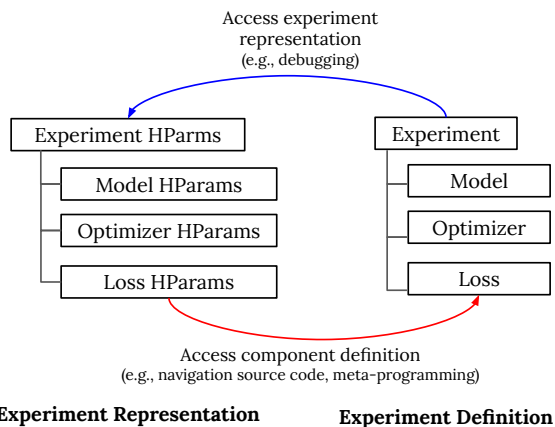 Access experiment
representation
(e.g., debugging)
Experiment HParms
Experiment
Model HParams
Model
Optimizer HParams
Optimizer
Loss HParams
Loss
Access component definition
(e.g., navigation source code, meta-programming)
Experiment Representation
Experiment Definition